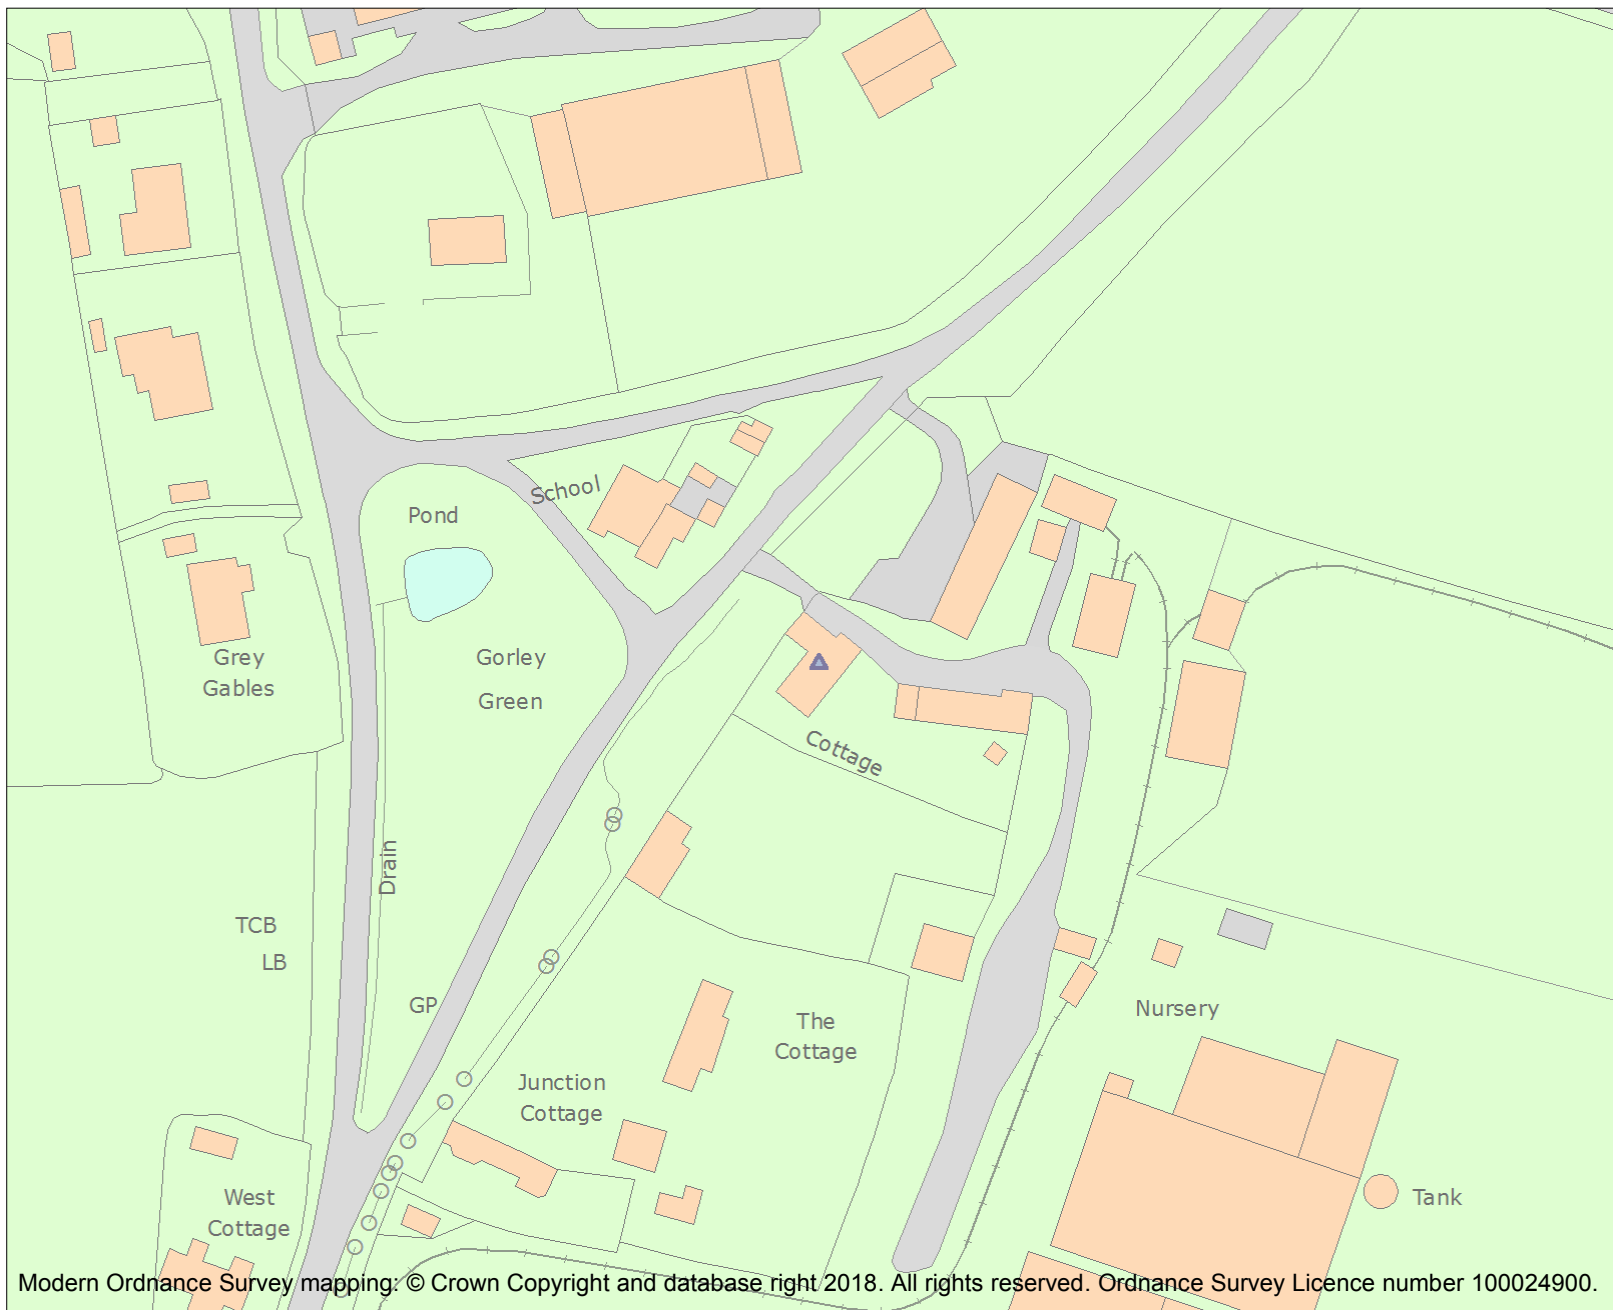 School
Pond
Grey
Gables
Gorley
Green
Cottage
Drain
TCB
LB
GP
The
Cottage
Nursery
Junction
Cottage
West
Cottage
Tank
Modern Ordnance Survey mapping: © Crown Copyright and database right 2018. All rights reserved. Ordnance Survey Licence number 100024900.